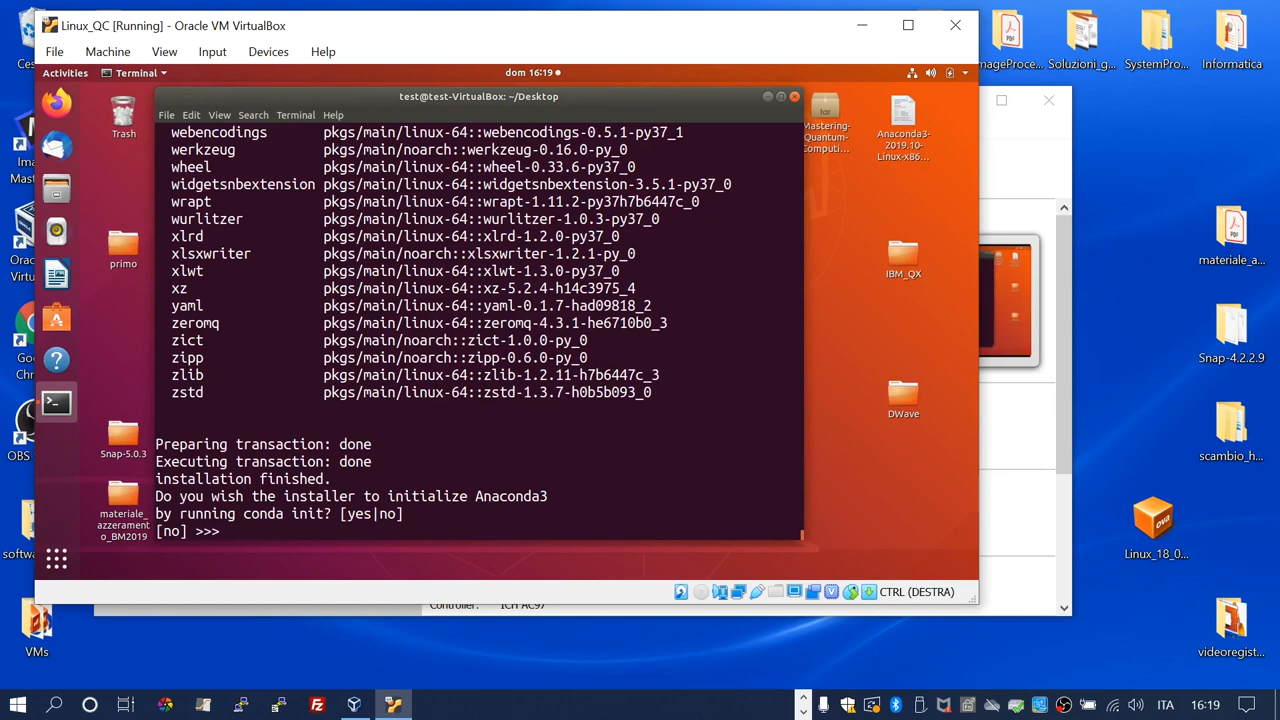 Linux_QC [Running] - Oracle VM VirtualBox
File Machine View Input Devices Help
Activities Terminal dom 16:19
test@test-VirtualBox: ~/Desktop
File Edit View Search Terminal Help
webencodings pkgs/main/linux-64::webencodings-0.5.1-py37_1
werkzeug pkgs/main/noarch::werkzeug-0.16.0-py_0
wheel pkgs/main/linux-64::wheel-0.33.6-py37_0
widgetsnbextension pkgs/main/linux-64::widgetsnbextension-3.5.1-py37_0
wrapt pkgs/main/linux-64::wrapt-1.11.2-py37h7b6447c_0
wurlitzer pkgs/main/linux-64::wurlitzer-1.0.3-py37_0
xlrd pkgs/main/linux-64::xlrd-1.2.0-py37_0
xlsxwriter pkgs/main/noarch::xlsxwriter-1.2.1-py_0
xlwt pkgs/main/linux-64::xlwt-1.3.0-py37_0
xz pkgs/main/linux-64::xz-5.2.4-h14c3975_4
yaml pkgs/main/linux-64::yaml-0.1.7-had09818_2
zeromq pkgs/main/linux-64::zeromq-4.3.1-he6710b0_3
zict pkgs/main/noarch::zict-1.0.0-py_0
zipp pkgs/main/noarch::zipp-0.6.0-py_0
zlib pkgs/main/linux-64::zlib-1.2.11-h7b6447c_3
zstd pkgs/main/linux-64::zstd-1.3.7-h0b5b093_0
Preparing transaction: done
Executing transaction: done
installation finished.
Do you wish the installer to initialize Anaconda3
by running conda init? [yes|no]
[no] >>>
Trash
primo
Snap-5.0.3
materiale_
azzerament
o_BM2019
tar
Mastering-
Quantum-
Computi...
Anaconda3-
2019.10-
Linux-x86...
IBM_QX
DWave
CTRL (DESTRA)
Controller: ICH AC97
VMs
PDF
Soluzioni_g...
SystemPro...
PDF
Informatica
materiale_a...
Snap-4.2.2.9
scambio_h...
ova
Linux_18_0...
videoregist...
ITA 16:19